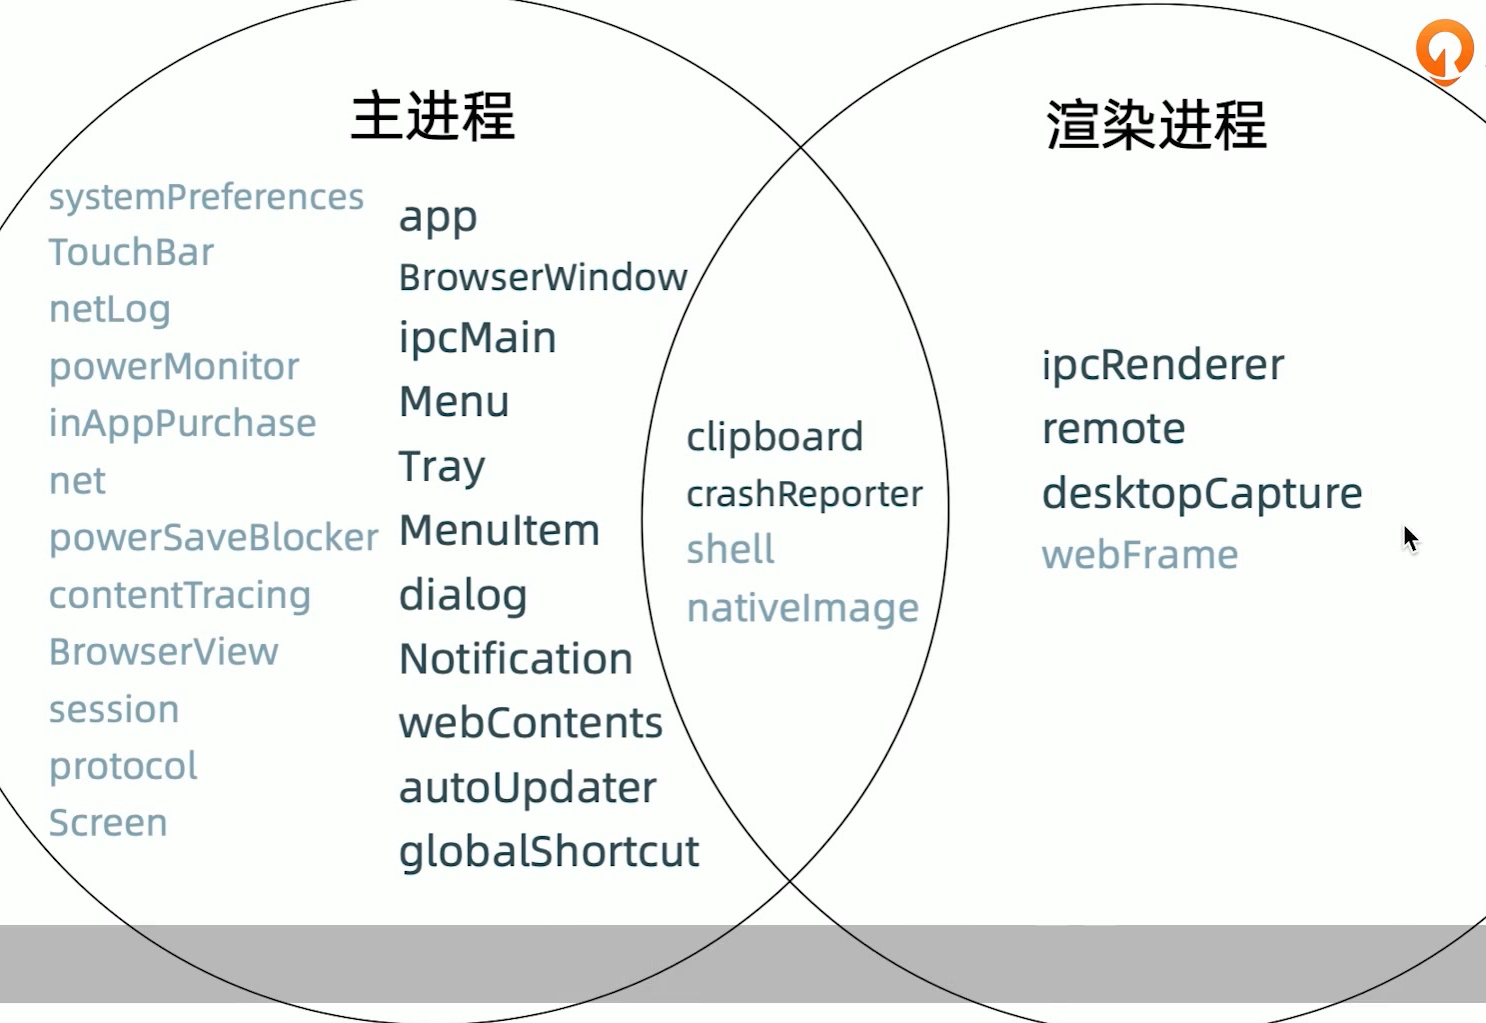 主进程
systemPreferences
TouchBar
netLog
powerMonitor
inAppPurchase
net
powerSaveBlocker
contentTracing
BrowserView
session
protocol
Screen
app
BrowserWindow
ipcMain
Menu
Tray
MenuItem
dialog
Notification
webContents
autoUpdater
globalShortcut
clipboard
crashReporter
shell
nativeImage
渲染进程
ipcRenderer
remote
desktopCapture
webFrame